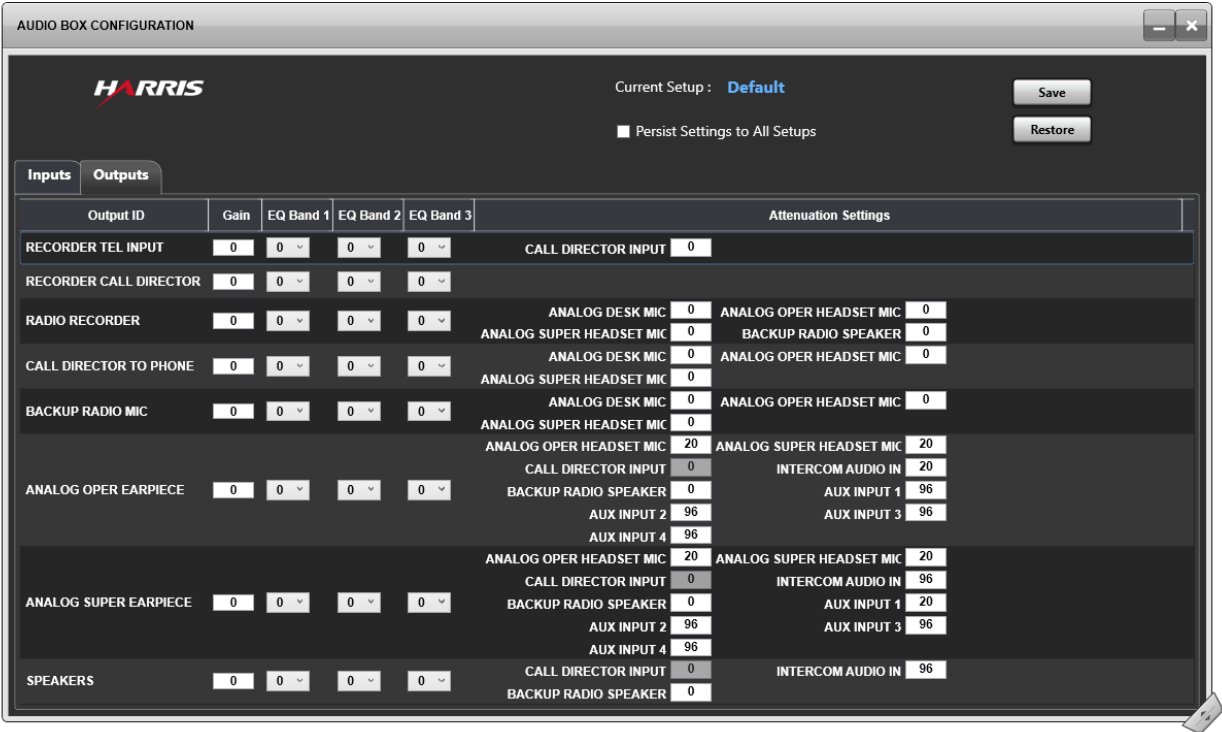 AUDIO BOX CONFIGURATION
HARRIS
Current Setup : Default
Save
Persist Settings to All Setups
Restore
Inputs Outputs
Output ID Gain EQ Band 1 EQ Band 2 EQ Band 3 Attenuation Settings
RECORDER TEL INPUT 0 0 0 0 CALL DIRECTOR INPUT 0
RECORDER CALL DIRECTOR 0 0 0 0
RADIO RECORDER 0 0 0 0 ANALOG DESK MIC 0 ANALOG OPER HEADSET MIC 0
ANALOG SUPER HEADSET MIC 0 BACKUP RADIO SPEAKER 0
CALL DIRECTOR TO PHONE 0 0 0 0 ANALOG DESK MIC 0 ANALOG OPER HEADSET MIC 0
ANALOG SUPER HEADSET MIC 0
BACKUP RADIO MIC 0 0 0 0 ANALOG DESK MIC 0 ANALOG OPER HEADSET MIC 0
ANALOG SUPER HEADSET MIC 0
ANALOG OPER EARPIECE 0 0 0 0 ANALOG OPER HEADSET MIC 20 ANALOG SUPER HEADSET MIC 20
CALL DIRECTOR INPUT 0 INTERCOM AUDIO IN 20
BACKUP RADIO SPEAKER 0 AUX INPUT 1 96
AUX INPUT 2 96 AUX INPUT 3 96
AUX INPUT 4 96
ANALOG SUPER EARPIECE 0 0 0 0 ANALOG OPER HEADSET MIC 20 ANALOG SUPER HEADSET MIC 20
CALL DIRECTOR INPUT 0 INTERCOM AUDIO IN 96
BACKUP RADIO SPEAKER 0 AUX INPUT 1 20
AUX INPUT 2 96 AUX INPUT 3 96
AUX INPUT 4 96
SPEAKERS 0 0 0 0 CALL DIRECTOR INPUT 0 INTERCOM AUDIO IN 96
BACKUP RADIO SPEAKER 0